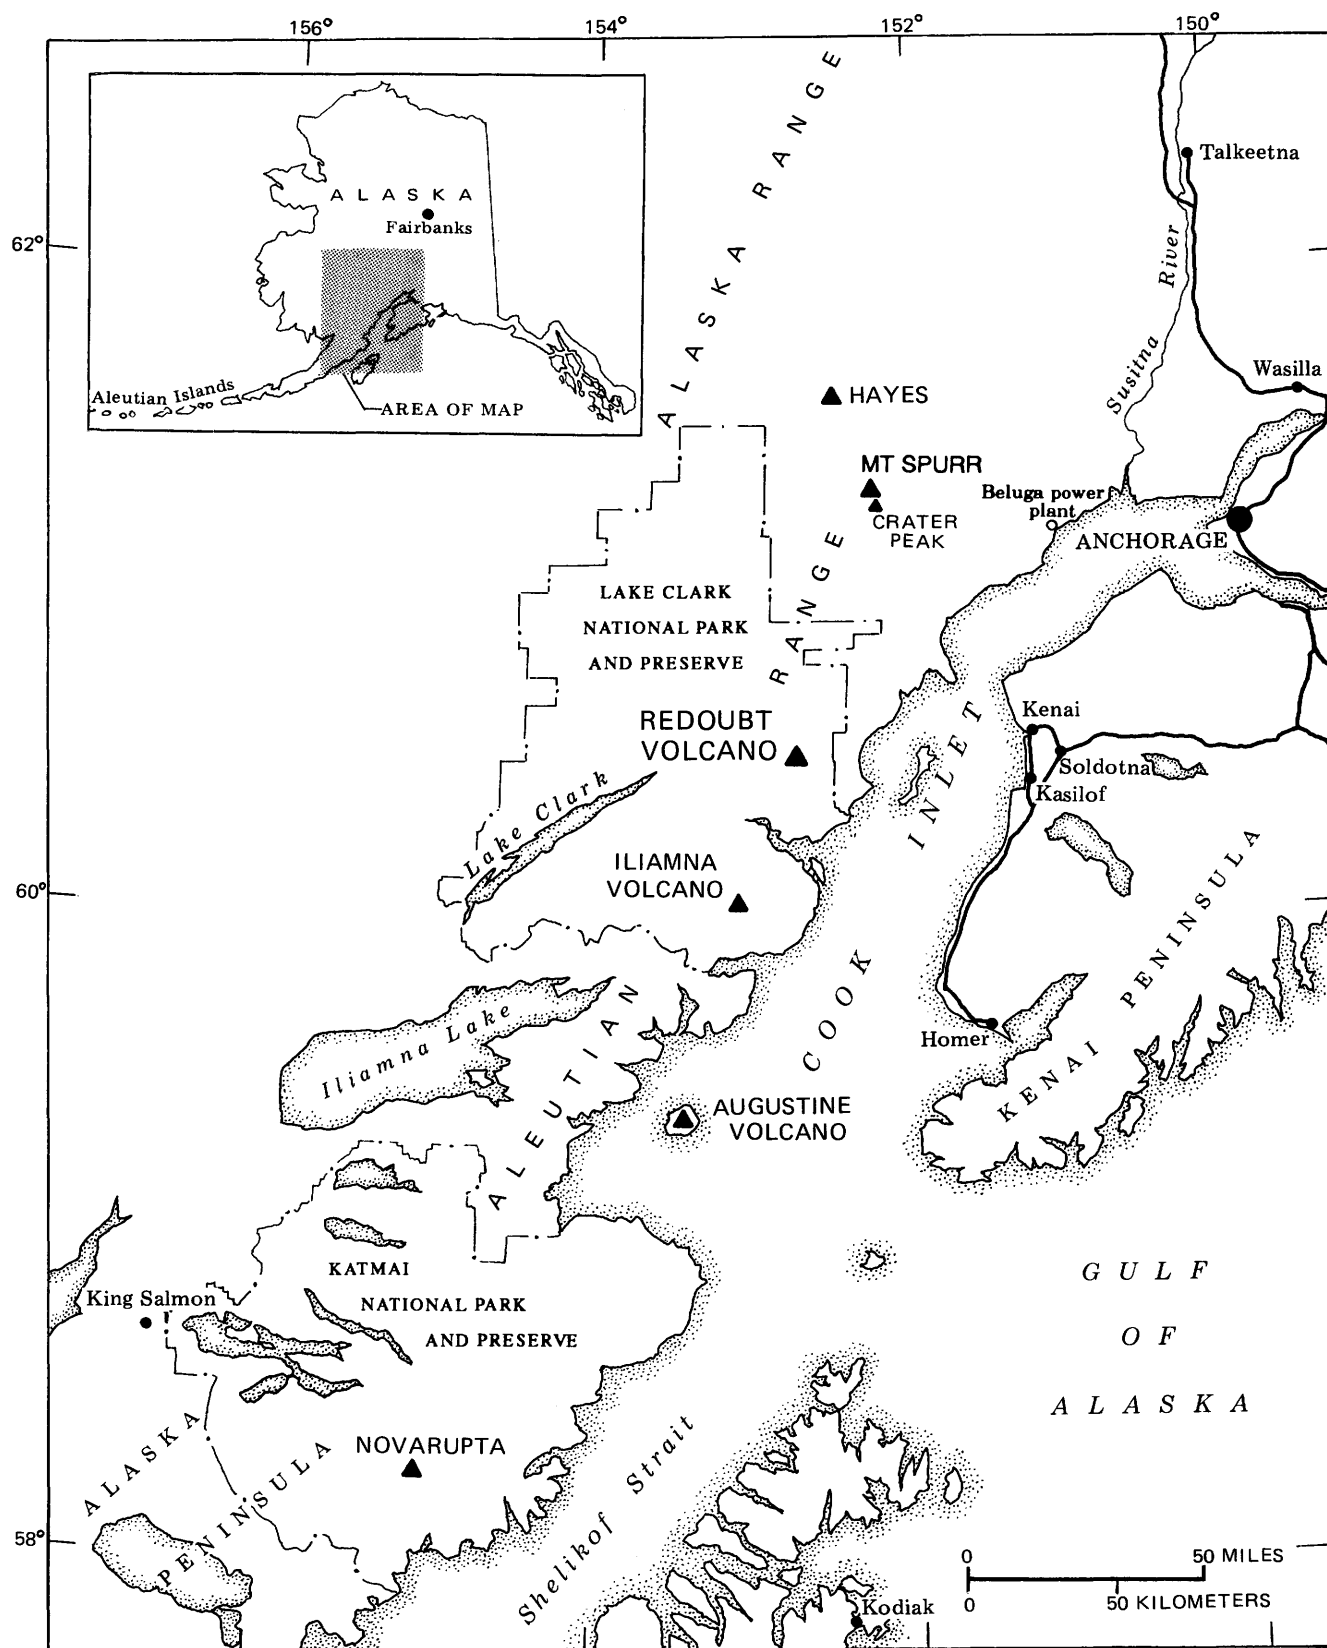 156°
154°
152°
150°
ALASKA
Fairbanks
Aleutian Islands
AREA OF MAP
ALASKA RANGE
Talkeetna
62°
Susitna River
Wasilla
HAYES
MT SPURR
CRATER
PEAK
Beluga power
plant
ANCHORAGE
LAKE CLARK
NATIONAL PARK
AND PRESERVE
REDOUBT
VOLCANO
Kenai
Soldotna
Kasilof
Lake Clark
ILIAMNA
VOLCANO
60°
COOK INLET
KENAI PENINSULA
Homer
Iliamna Lake
ALEUTIAN RANGE
AUGUSTINE
VOLCANO
KATMAI
NATIONAL PARK
AND PRESERVE
King Salmon
GULF
OF
ALASKA
ALASKA
PENINSULA
NOVARUPTA
Shelikof Strait
58°
0 50 MILES
0 50 KILOMETERS
Kodiak